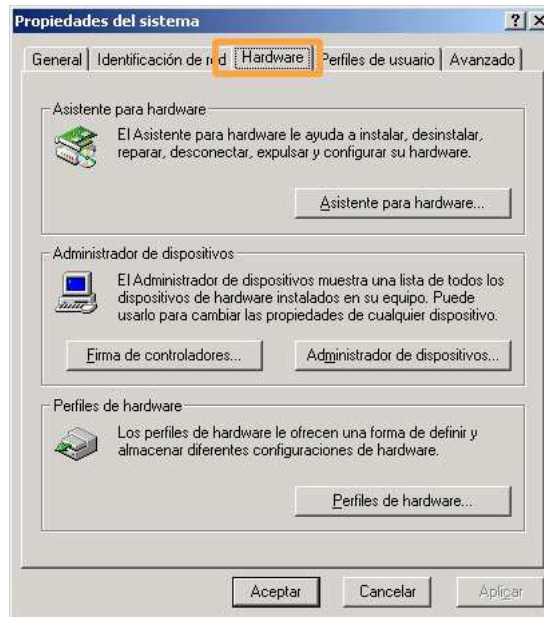 Propiedades del sistema
General Identificación de red Hardware Perfiles de usuario Avanzado
Asistente para hardware
El Asistente para hardware le ayuda a instalar, desinstalar,
reparar, desconectar, expulsar y configurar su hardware.
Asistente para hardware...
Administrador de dispositivos
El Administrador de dispositivos muestra una lista de todos los
dispositivos de hardware instalados en su equipo. Puede
usarlo para cambiar las propiedades de cualquier dispositivo.
Firma de controladores... Administrador de dispositivos...
Perfiles de hardware
Los perfiles de hardware le ofrecen una forma de definir y
almacenar diferentes configuraciones de hardware.
Perfiles de hardware...
Aceptar Cancelar Aplicar